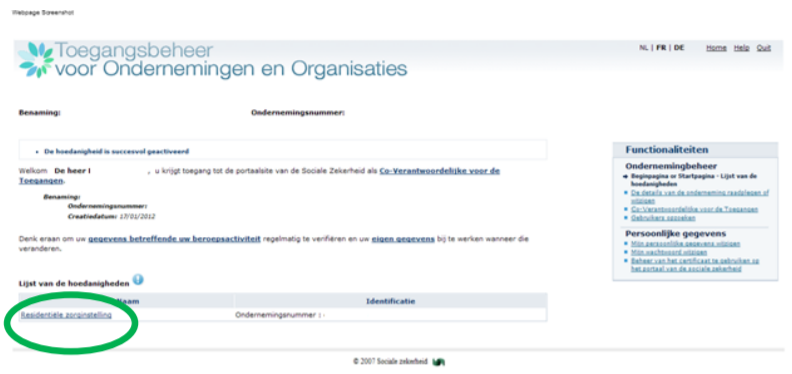 Webpage Screenshot
Toegangsbeheer
voor Ondernemingen en Organisaties
NL | FR | DE Home Help Quit
Benaming: Ondernemingsnummer:
De hoedanigheid is succesvol geactiveerd
Welkom De heer I , u krijgt toegang tot de portaalsite van de Sociale Zekerheid als Co-Verantwoordelijke voor de
Toegangen.
Benaming:
Ondernemingsnummer:
Creatiedatum: 17/01/2012
Denk eraan om uw gegevens betreffende uw beroepsactiviteit regelmatig te verifiëren en uw eigen gegevens bij te werken wanneer die
veranderen.
Lijst van de hoedanigheden ?
Naam Identificatie
Residentiële zorginstelling Ondernemingsnummer :
Functionaliteiten
Ondernemingbeheer
Beginpagina or Startpagina - Lijst van de
hoedanigheden
De details van de onderneming raadplegen of
wijzigen
Co-Verantwoordelijke voor de Toegangen
Gebruikers opzoeken
Persoonlijke gegevens
Mijn persoonlijke gegevens wijzigen
Mijn wachtwoord wijzigen
Beheer van het certificaat te gebruiken op
het portaal van de sociale zekerheid
© 2007 Sociale zekerheid